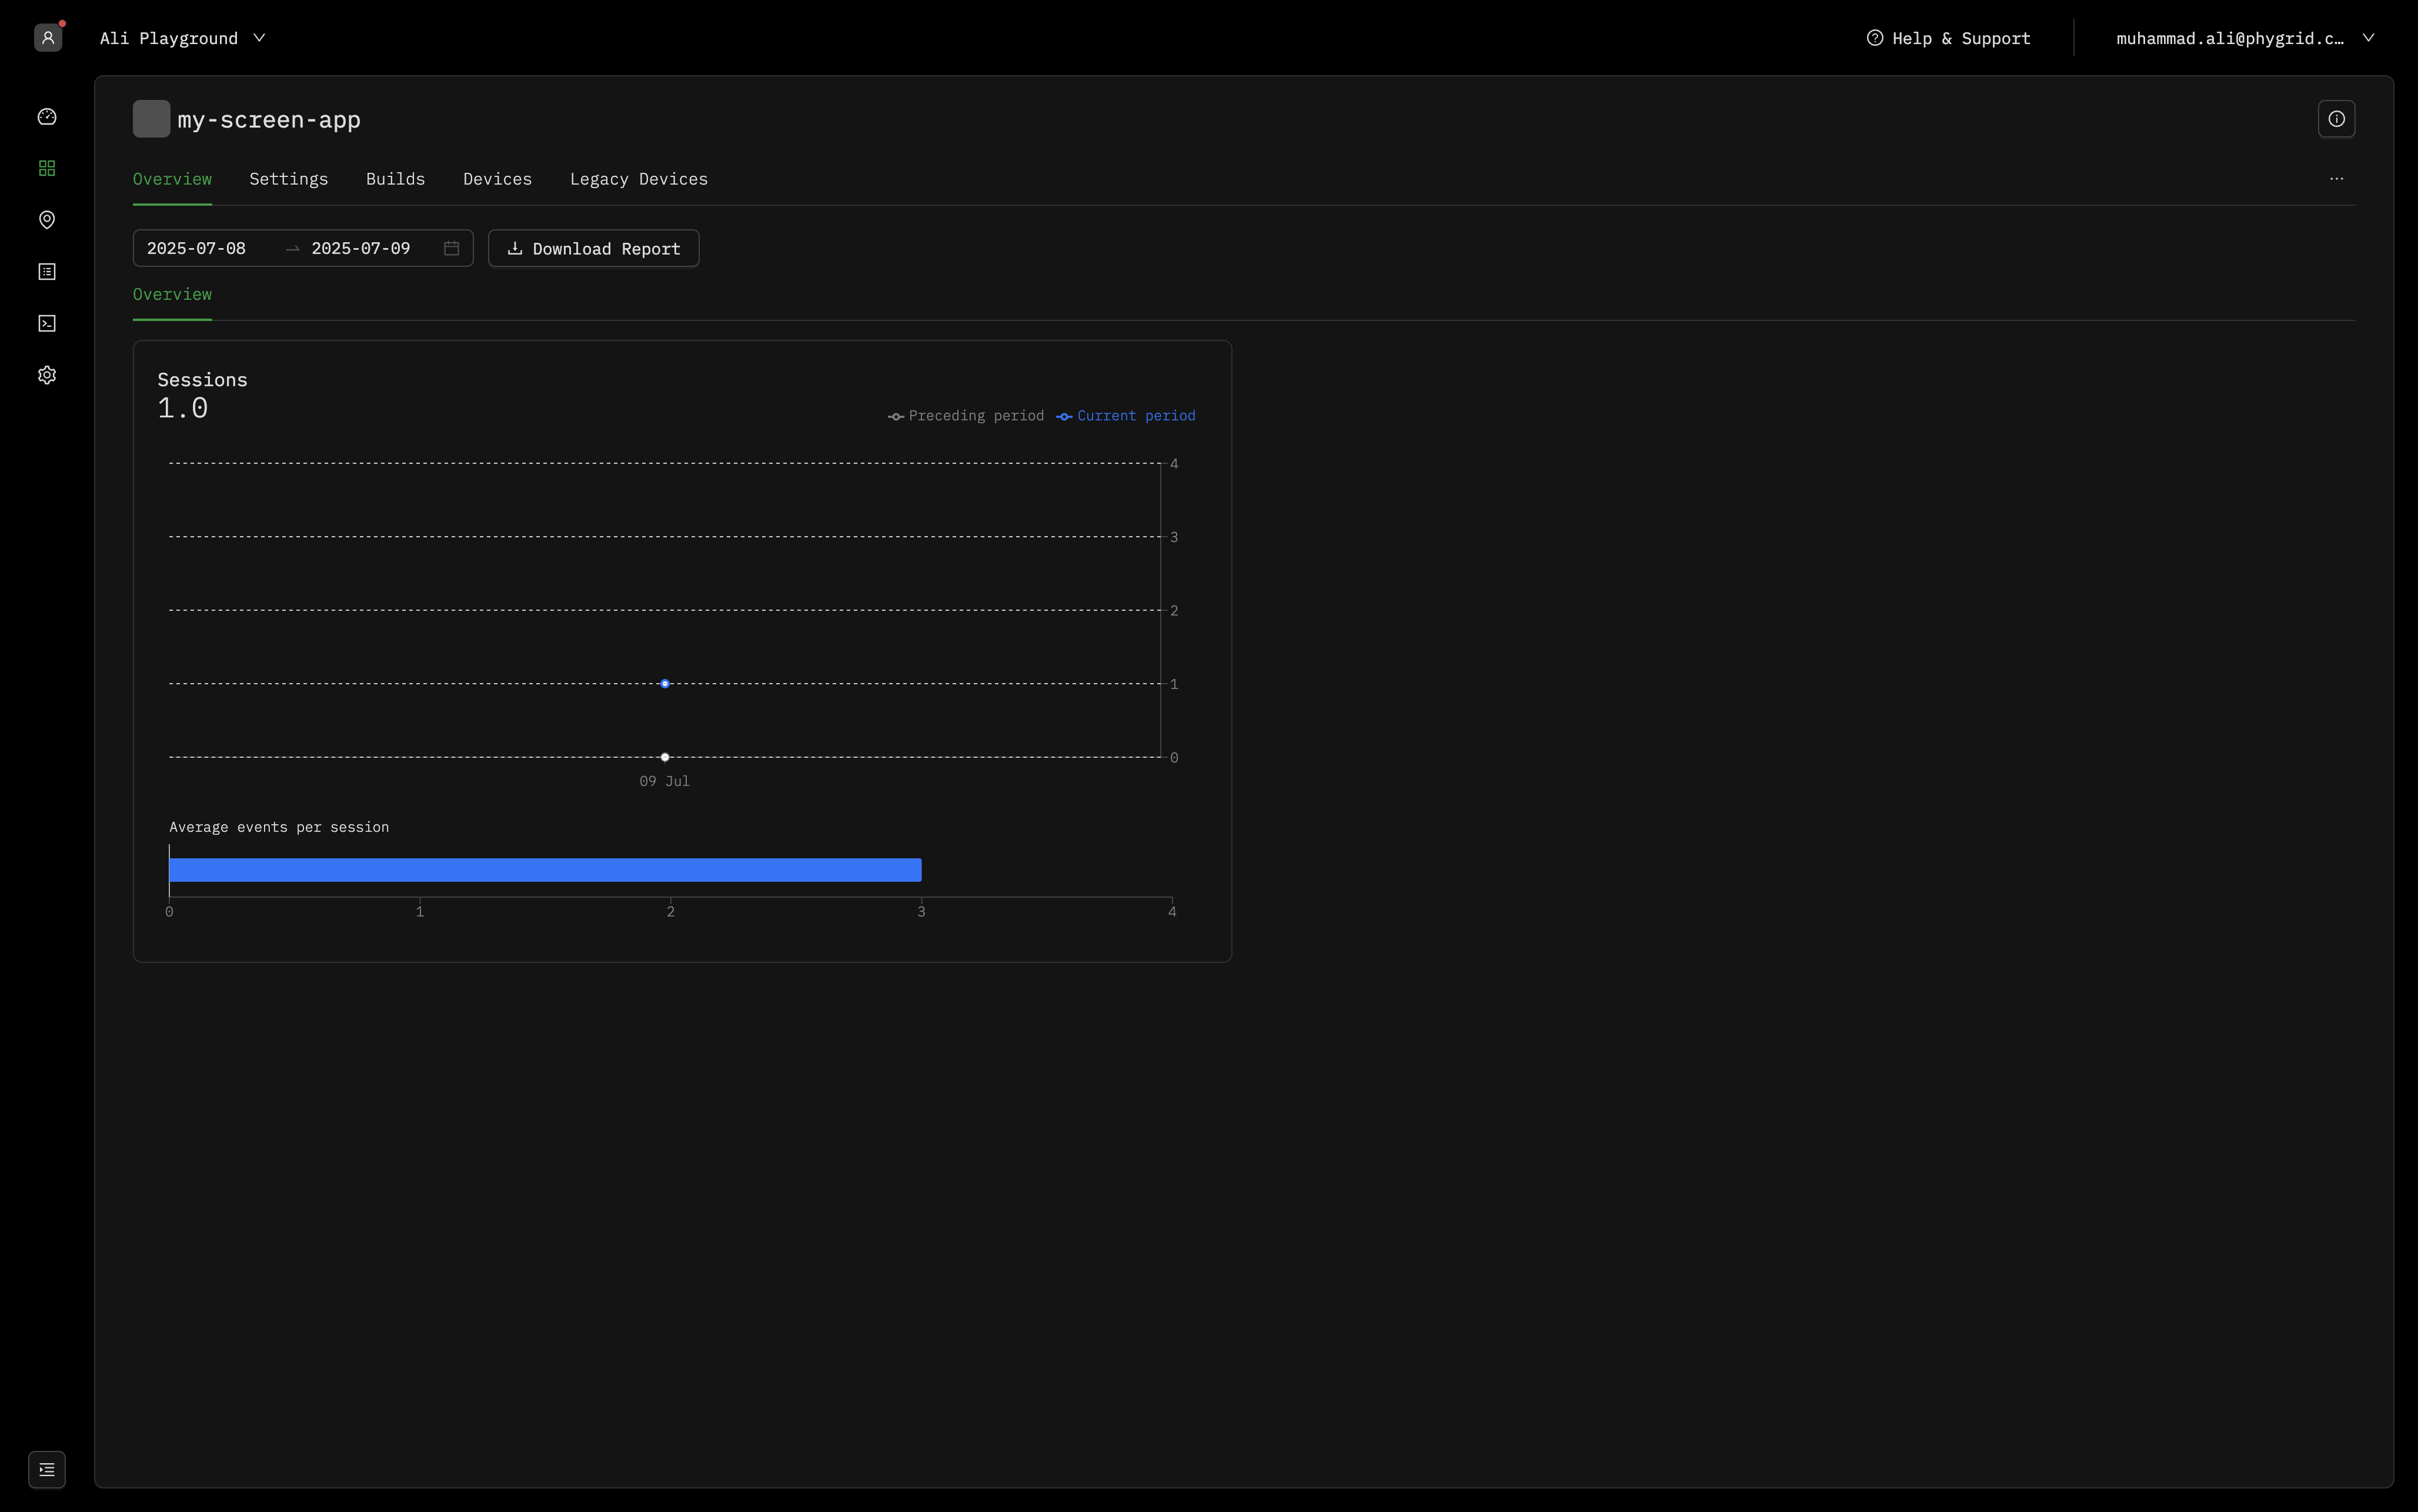 Ali Playground
Help & Support
muhammad.ali@phygrid.c…
my-screen-app
Overview Settings Builds Devices Legacy Devices ...
2025-07-08 → 2025-07-09
Download Report
Overview
Sessions
1.0
Preceding period Current period
4
3
2
1
0
09 Jul
Average events per session
0 1 2 3 4